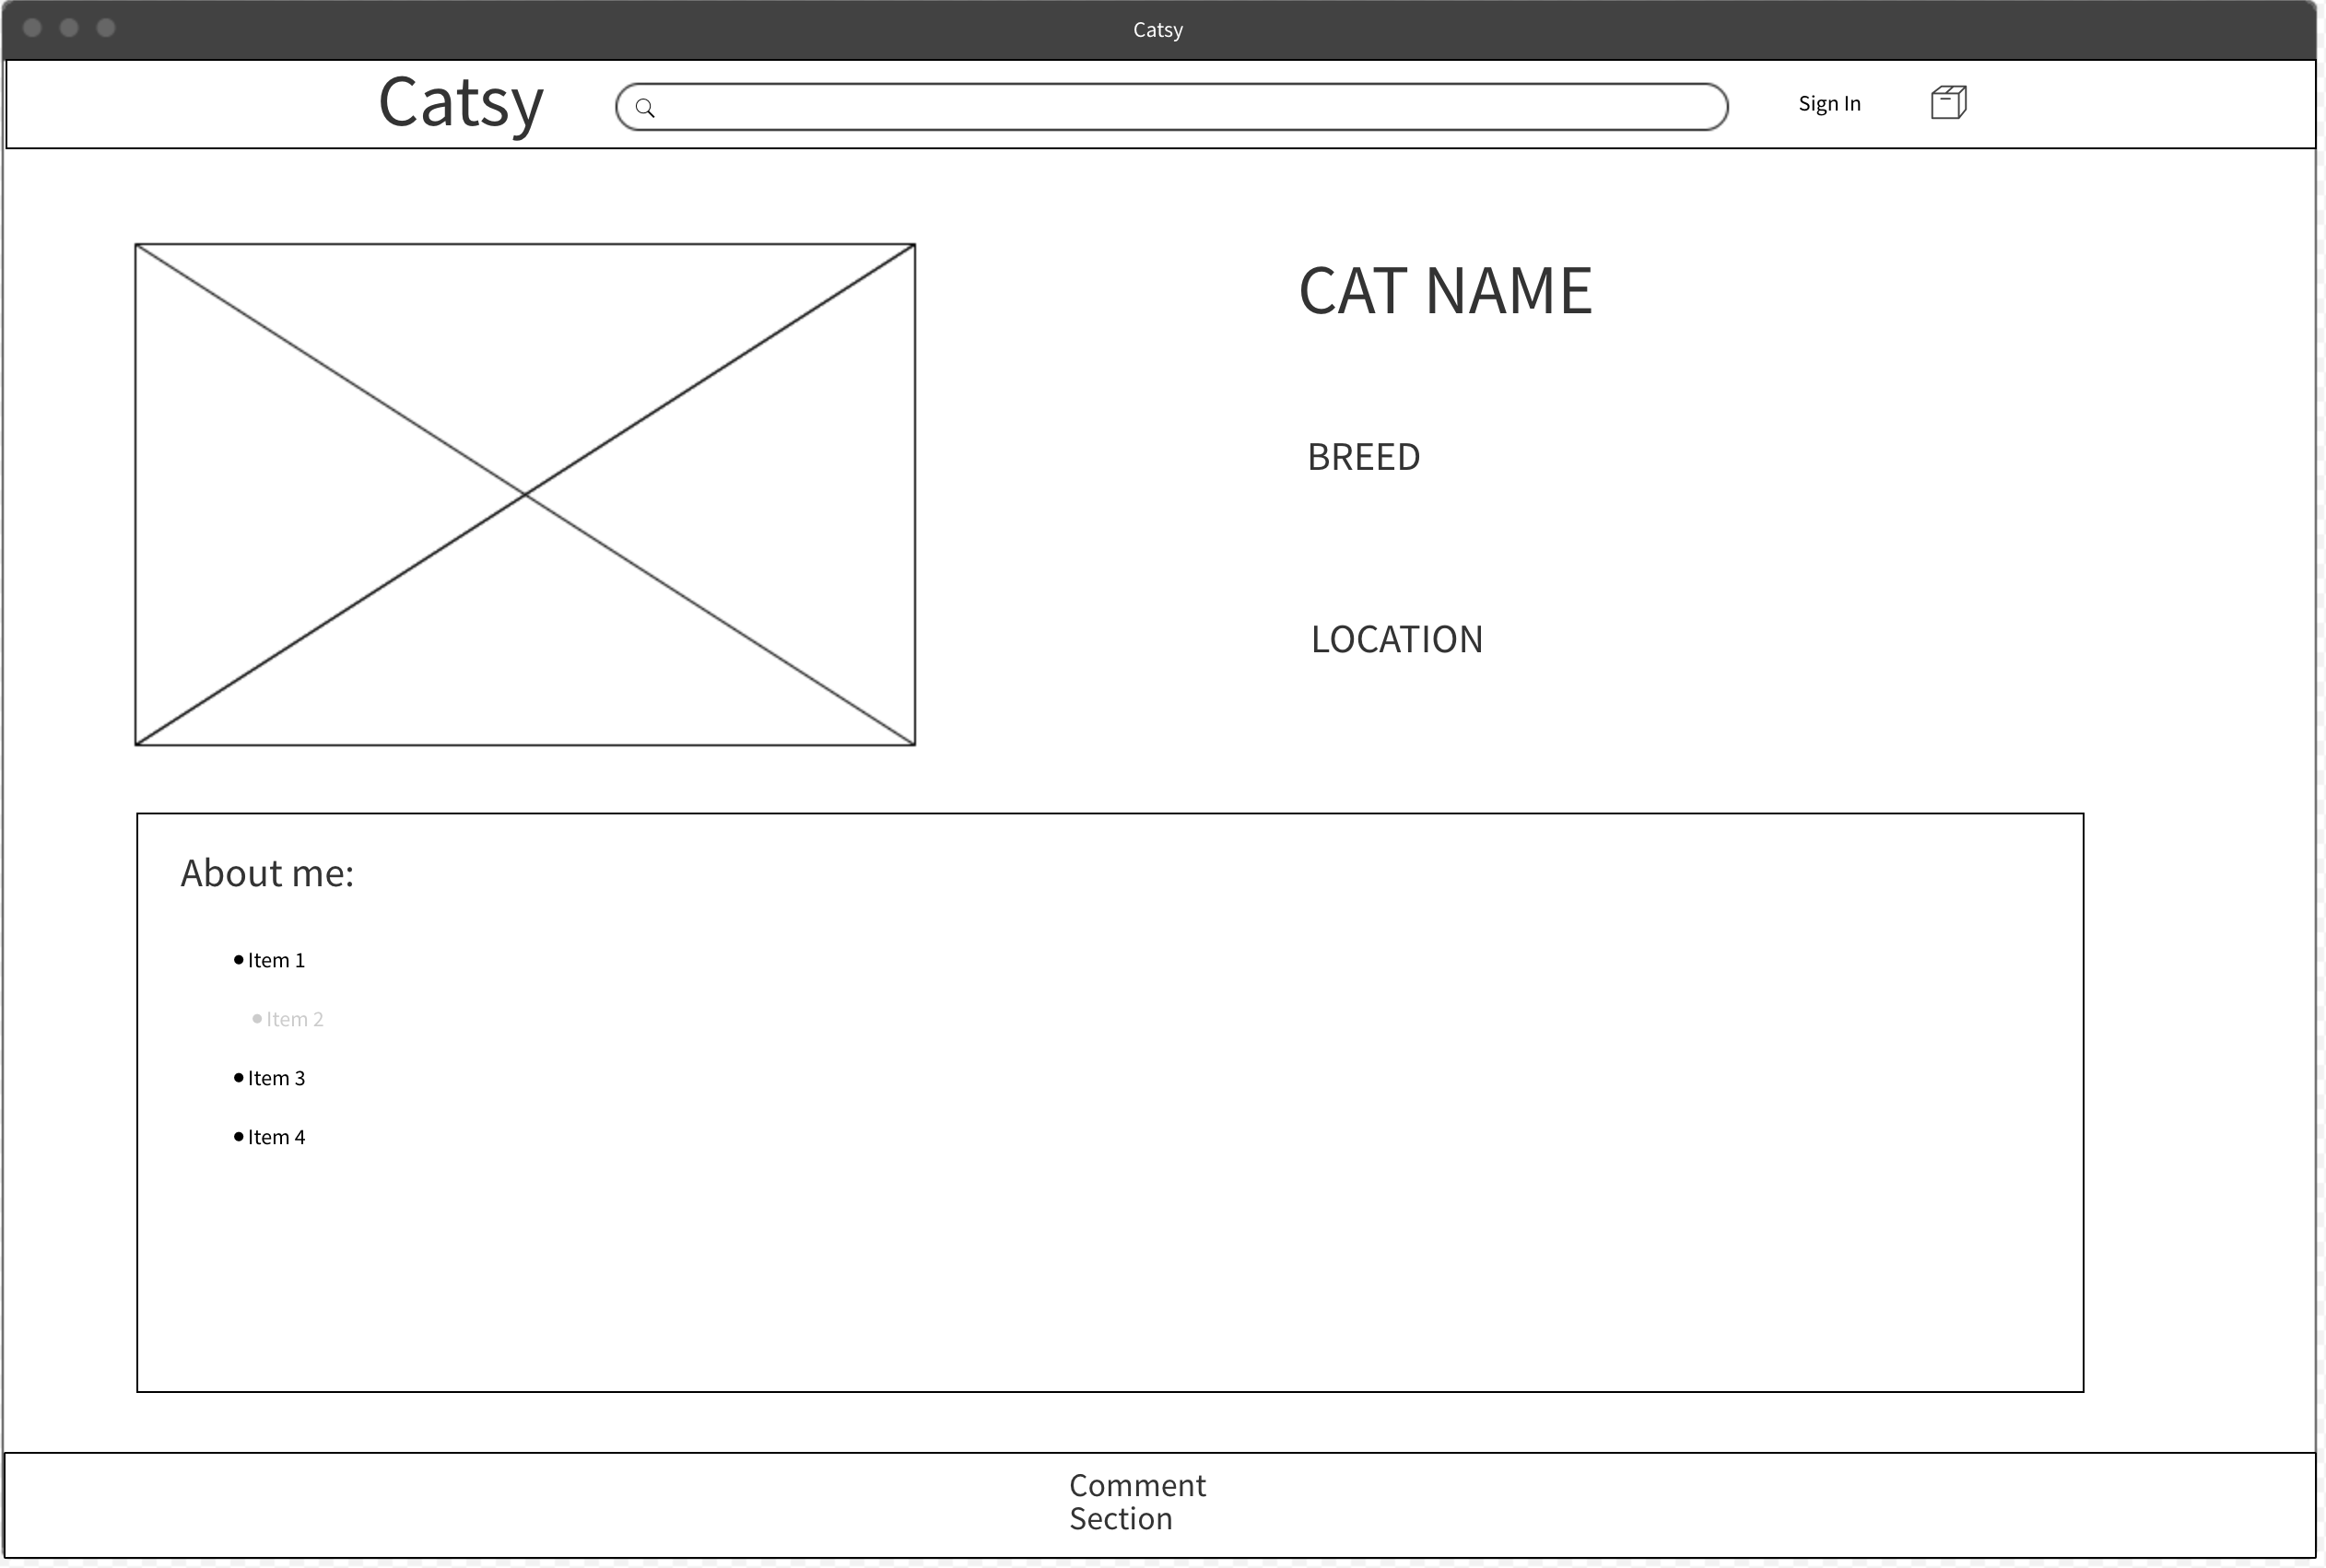 Catsy
Catsy
Sign In
CAT NAME
BREED
LOCATION
About me:
Item 1
Item 2
Item 3
Item 4
Comment
Section